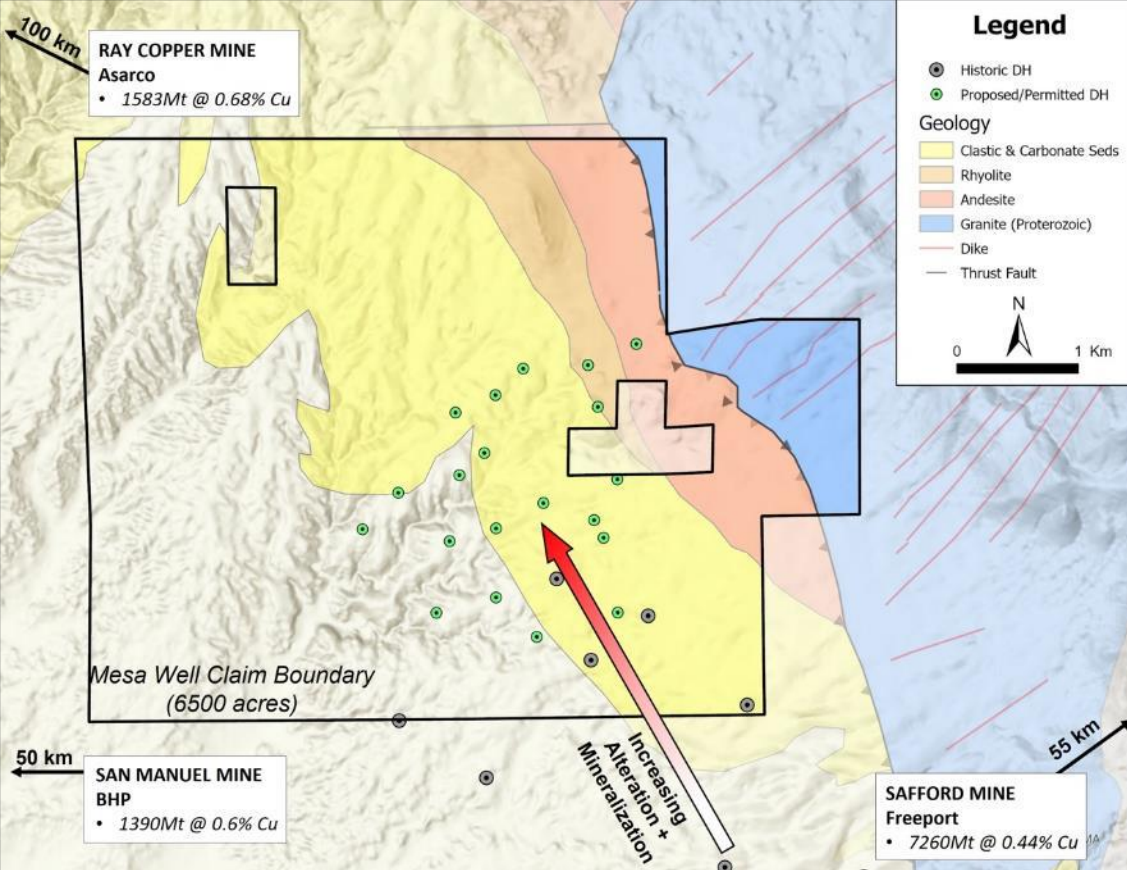 100 km
RAY COPPER MINE
Asarco
• 1583Mt @ 0.68% Cu
Legend
Historic DH
Proposed/Permitted DH
Geology
Clastic & Carbonate Seds
Rhyolite
Andesite
Granite (Proterozoic)
Dike
Thrust Fault
N
0 1 Km
Mesa Well Claim Boundary
(6500 acres)
50 km
SAN MANUEL MINE
BHP
• 1390Mt @ 0.6% Cu
Increasing
Alteration +
Mineralization
55 km
SAFFORD MINE
Freeport
• 7260Mt @ 0.44% Cu